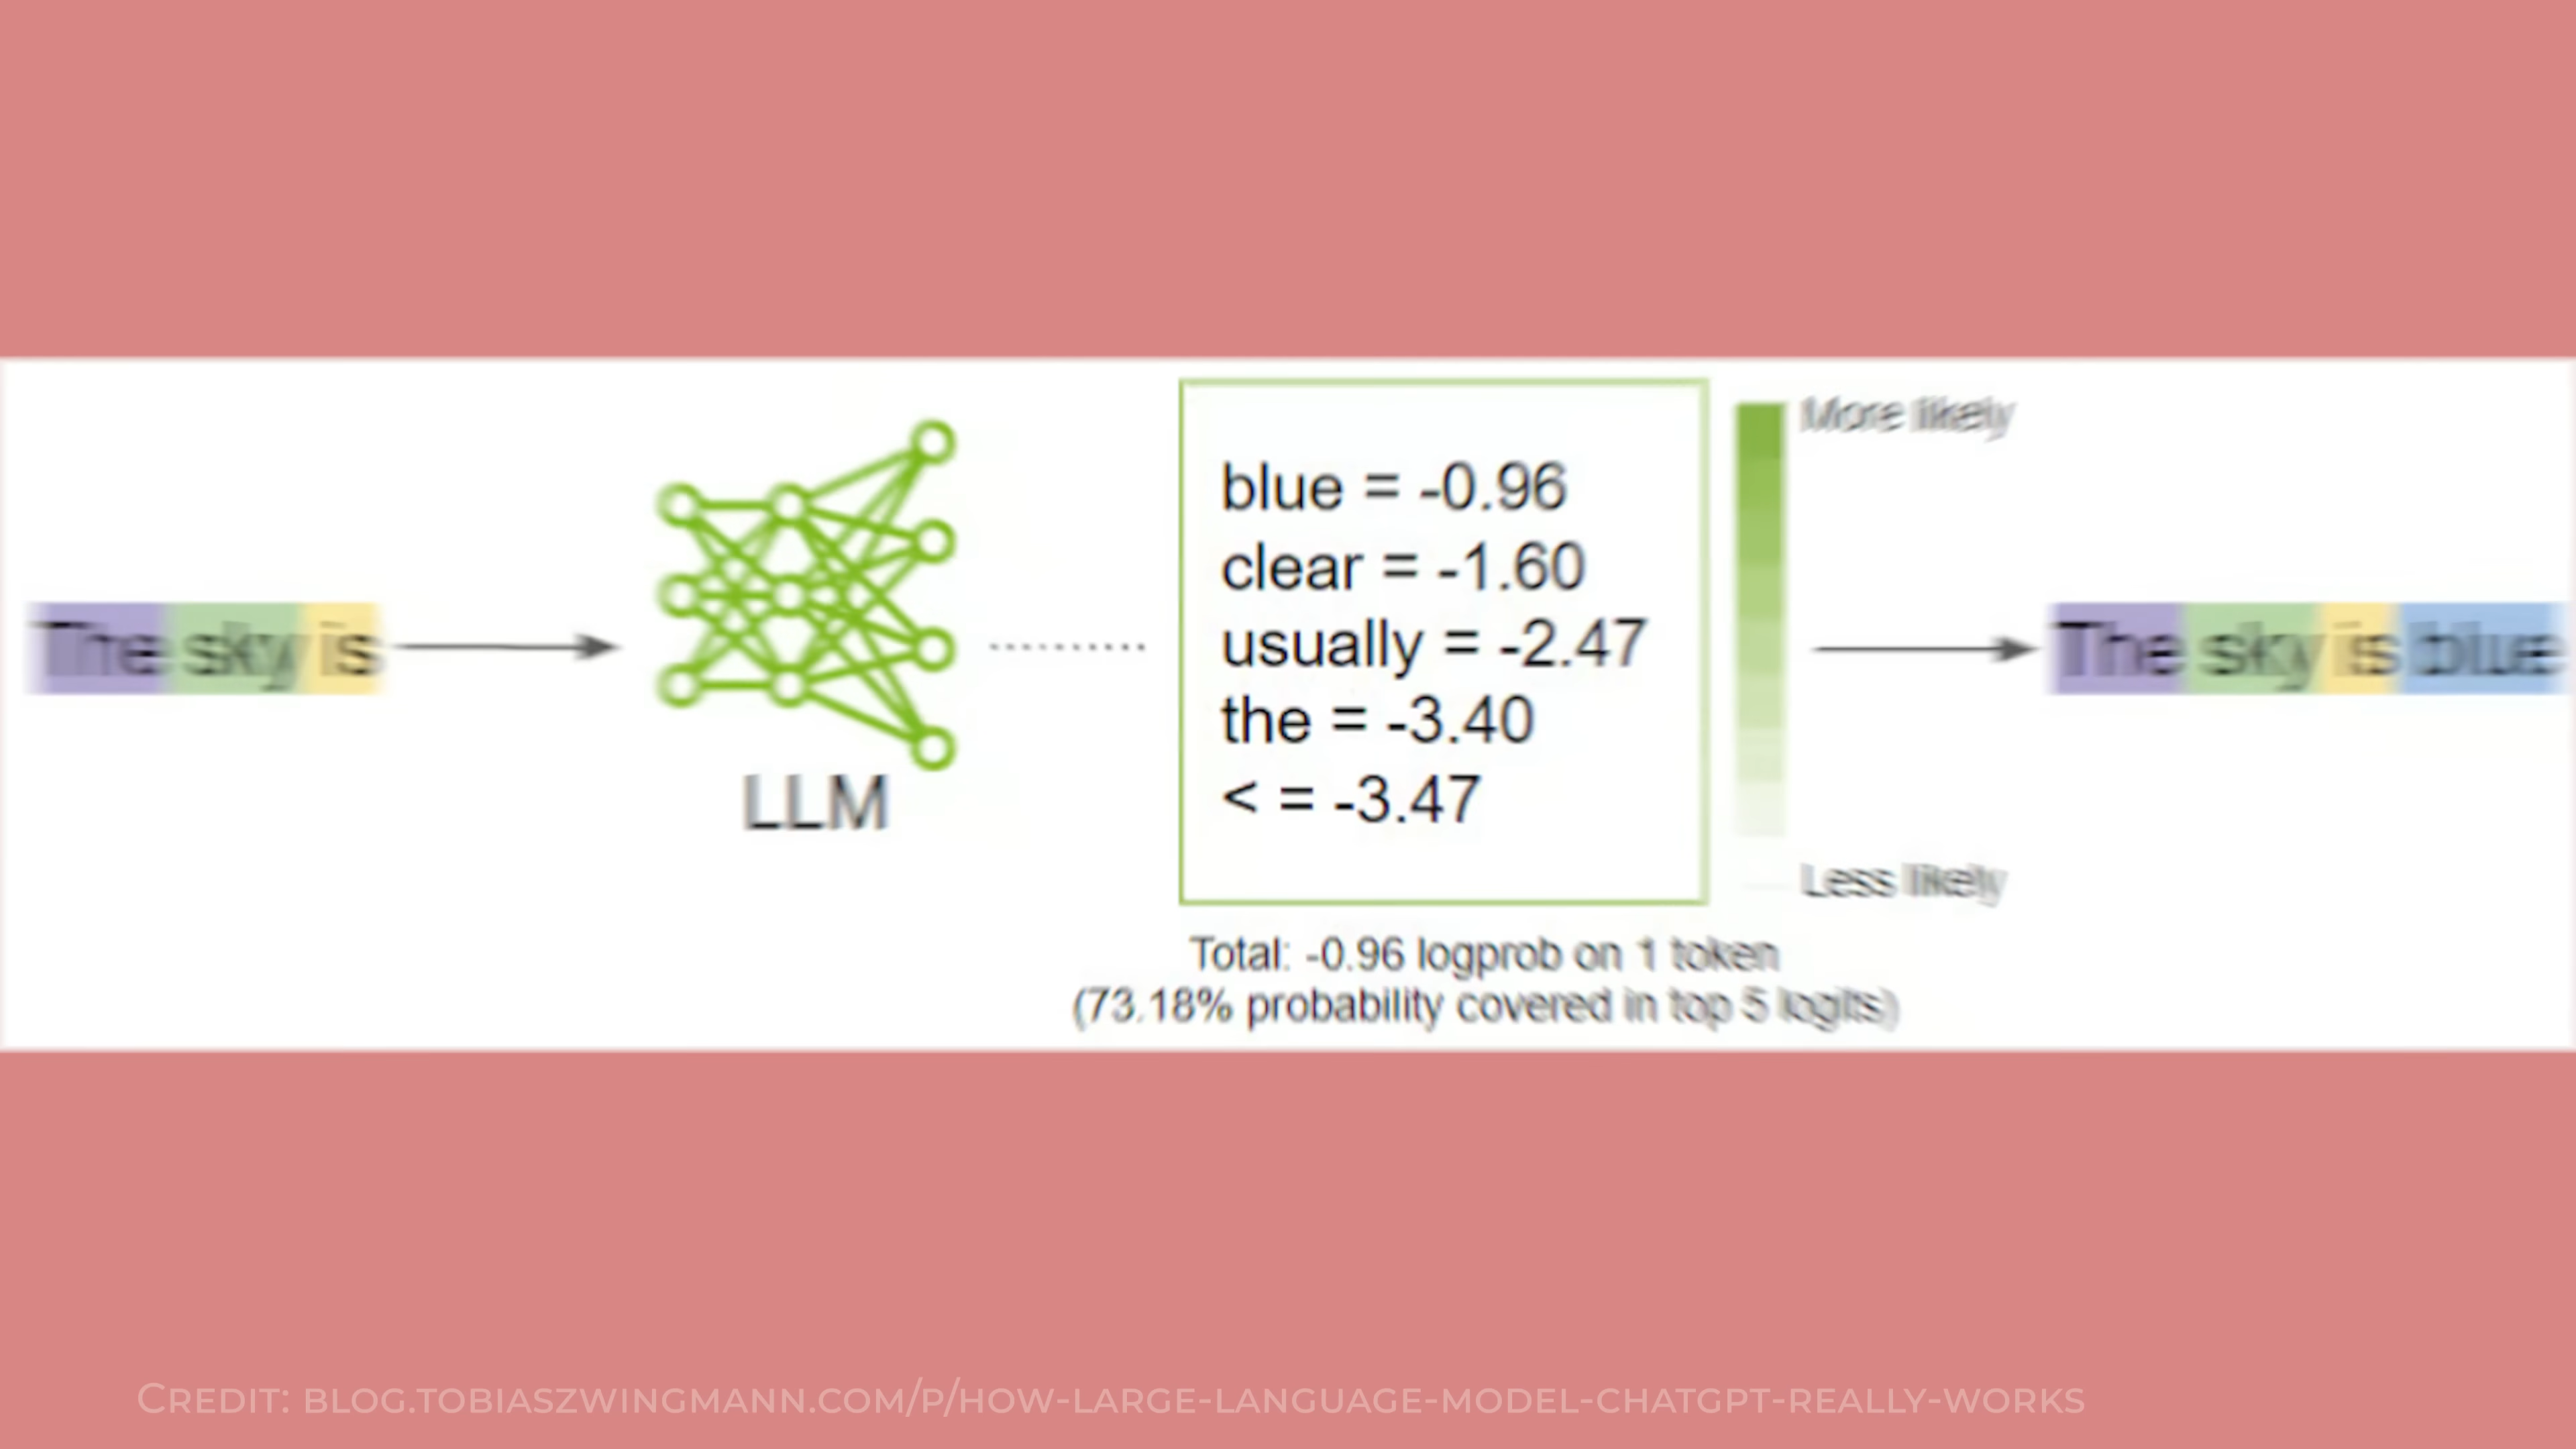 The sky is
LLM
blue = -0.96
clear = -1.60
usually = -2.47
the = -3.40
< = -3.47
More likely
Less likely
Total: -0.96 logprob on 1 token
(73.18% probability covered in top 5 logits)
The sky is blue
Credit: blog.tobiaszwingmann.com/p/how-large-language-model-chatgpt-really-works